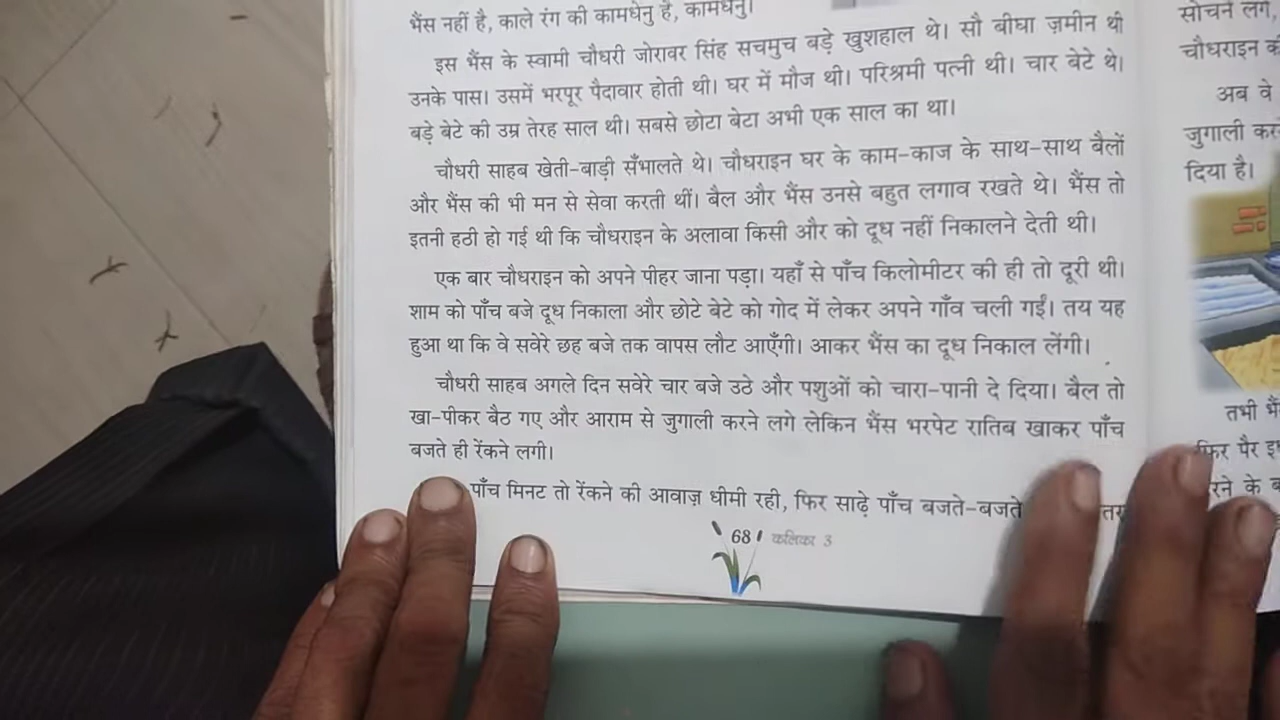 भैंस नहीं है, काले रंग की कामधेनु है, कामधेनु।
इस भैंस के स्वामी चौधरी जोरावर सिंह सचमुच बड़े खुशहाल थे। सौ बीघा ज़मीन थी
उनके पास। उसमें भरपूर पैदावार होती थी। घर में मौज थी। परिश्रमी पत्नी थी। चार बेटे थे।
बड़े बेटे की उम्र तेरह साल थी। सबसे छोटा बेटा अभी एक साल का था।
चौधरी साहब खेती-बाड़ी सँभालते थे। चौधराइन घर के काम-काज के साथ-साथ बैलों
और भैंस की भी मन से सेवा करती थीं। बैल और भैंस उनसे बहुत लगाव रखते थे। भैंस तो
इतनी हठी हो गई थी कि चौधराइन के अलावा किसी और को दूध नहीं निकालने देती थी।
एक बार चौधराइन को अपने पीहर जाना पड़ा। यहाँ से पाँच किलोमीटर की ही तो दूरी थी।
शाम को पाँच बजे दूध निकाला और छोटे बेटे को गोद में लेकर अपने गाँव चली गईं। तय यह
हुआ था कि वे सवेरे छह बजे तक वापस लौट आएँगी। आकर भैंस का दूध निकाल लेंगी।
चौधरी साहब अगले दिन सवेरे चार बजे उठे और पशुओं को चारा-पानी दे दिया। बैल तो
खा-पीकर बैठ गए और आराम से जुगाली करने लगे लेकिन भैंस भरपेट रातिब खाकर पाँच
बजते ही रेंकने लगी।
पाँच मिनट तो रेंकने की आवाज़ धीमी रही, फिर साढ़े पाँच बजते-बजते
68 कलिका 3
सोचने लगे,
चौधराइन
अब वे
जुगाली
दिया है।
तभी
फिर पैर
के